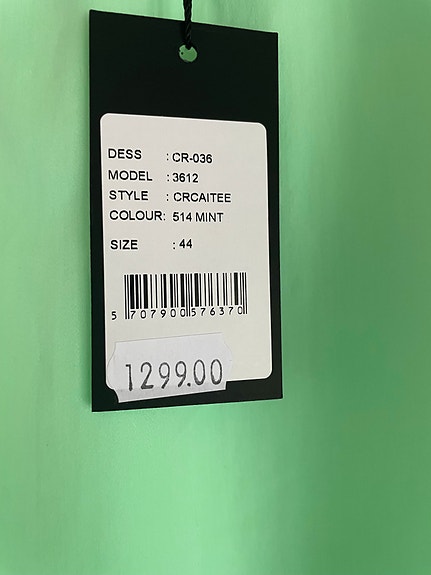 DESS : CR-036
MODEL : 3612
STYLE : CRCAITEE
COLOUR: 514 MINT
SIZE : 44
5 707900 576370
1299.00